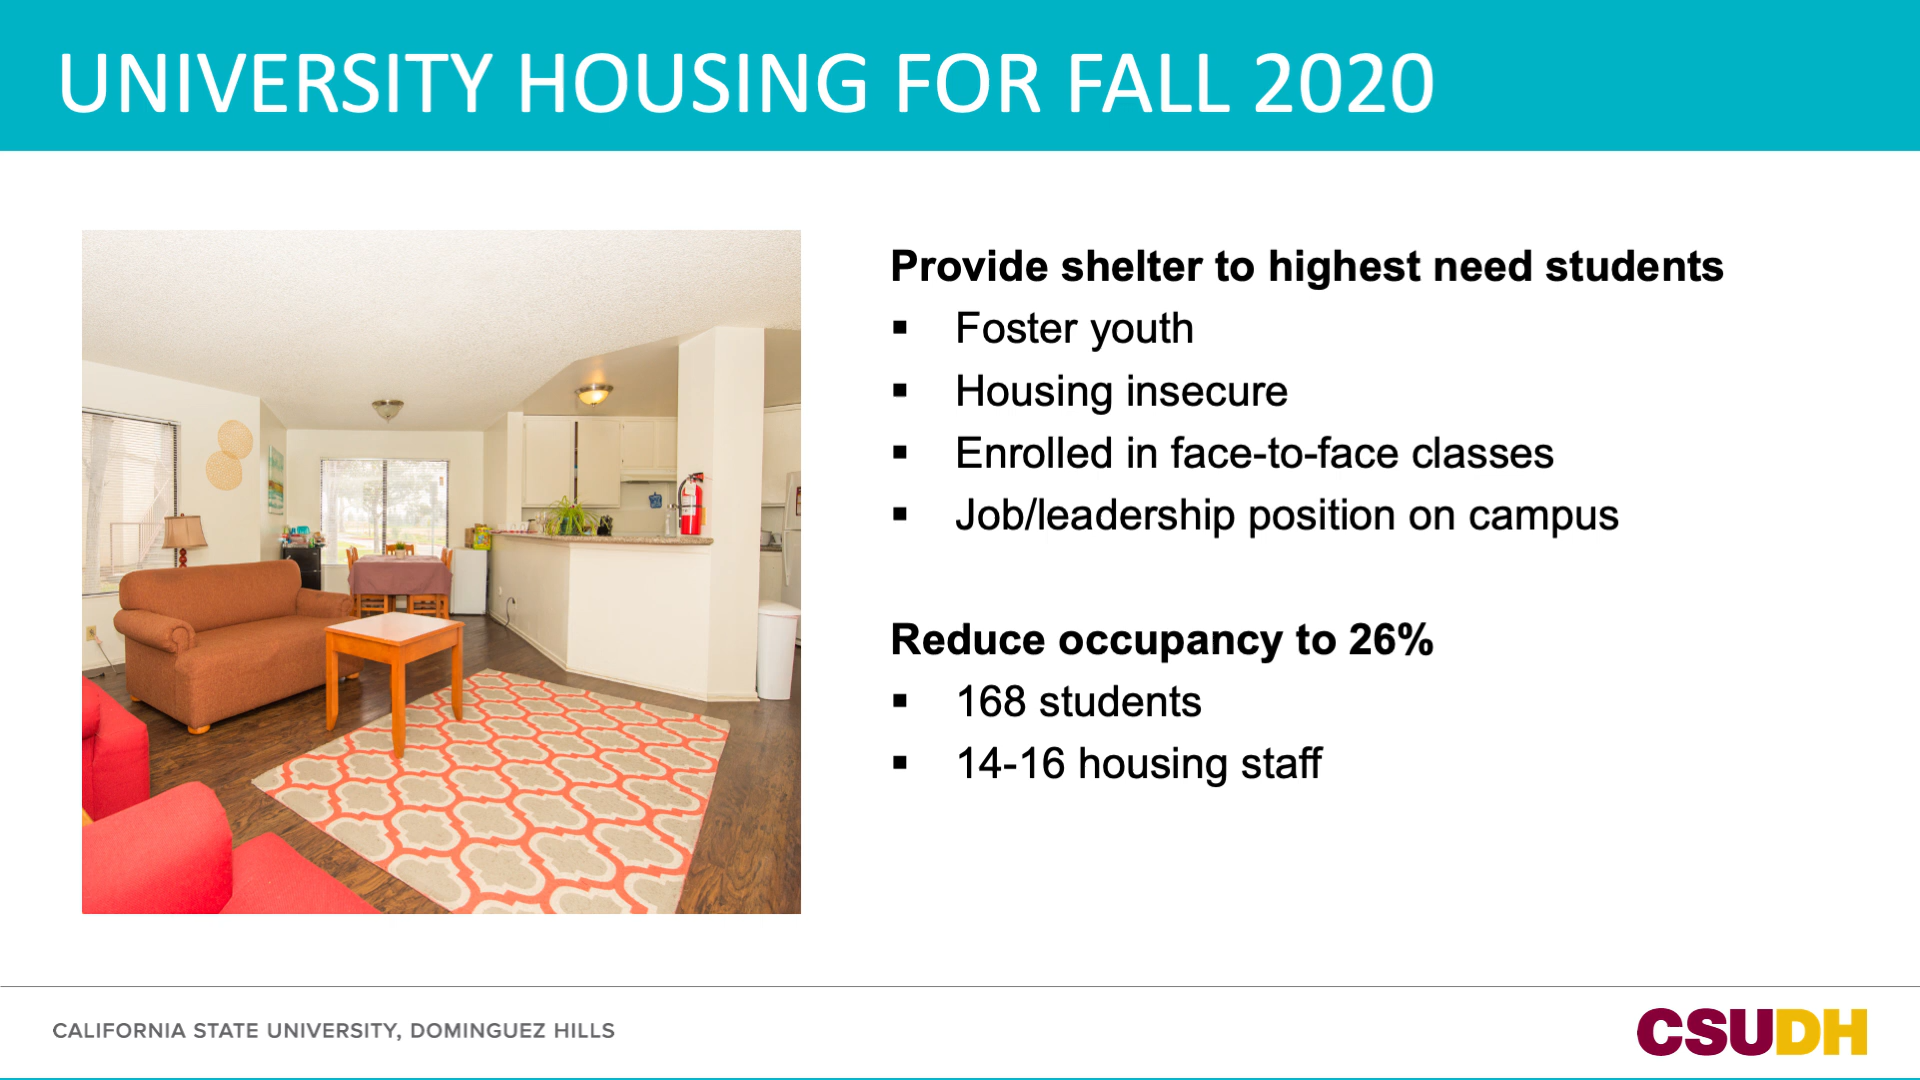 UNIVERSITY HOUSING FOR FALL 2020
Provide shelter to highest need students
▪ Foster youth
▪ Housing insecure
▪ Enrolled in face-to-face classes
▪ Job/leadership position on campus
Reduce occupancy to 26%
▪ 168 students
▪ 14-16 housing staff
CALIFORNIA STATE UNIVERSITY, DOMINGUEZ HILLS
CSUDH